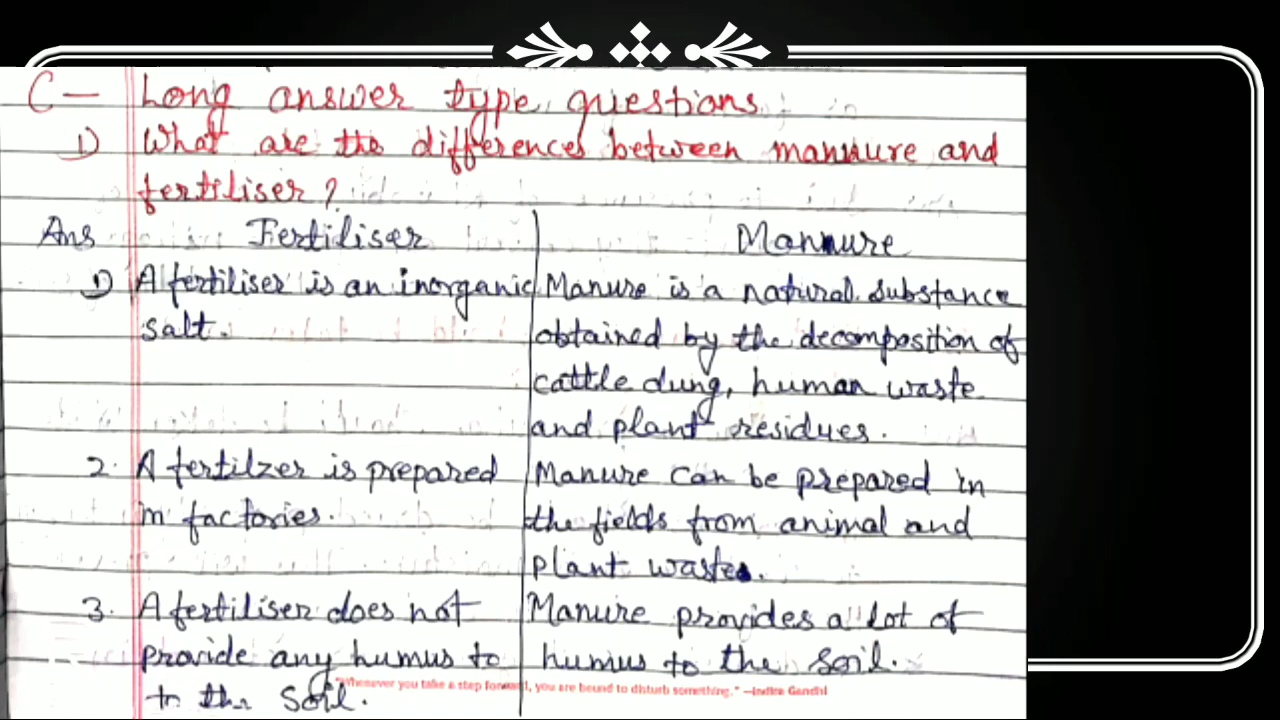 C — Long answer type questions
1) What are the differences between manure and
fertiliser?
Ans Fertiliser Mannure
1) A fertiliser is an inorganic Manure is a natural substance
salt. obtained by the decomposition of
cattle dung, human waste
and plant residues.
2. A fertilzer is prepared Manure can be prepared in
in factories. the fields from animal and
plant wastes.
3. A fertiliser does not Manure provides a lot of
provide any humus to humus to the soil.
"Whenever you take a step forward, you are bound to disturb something." —Indira Gandhi
to the soil.